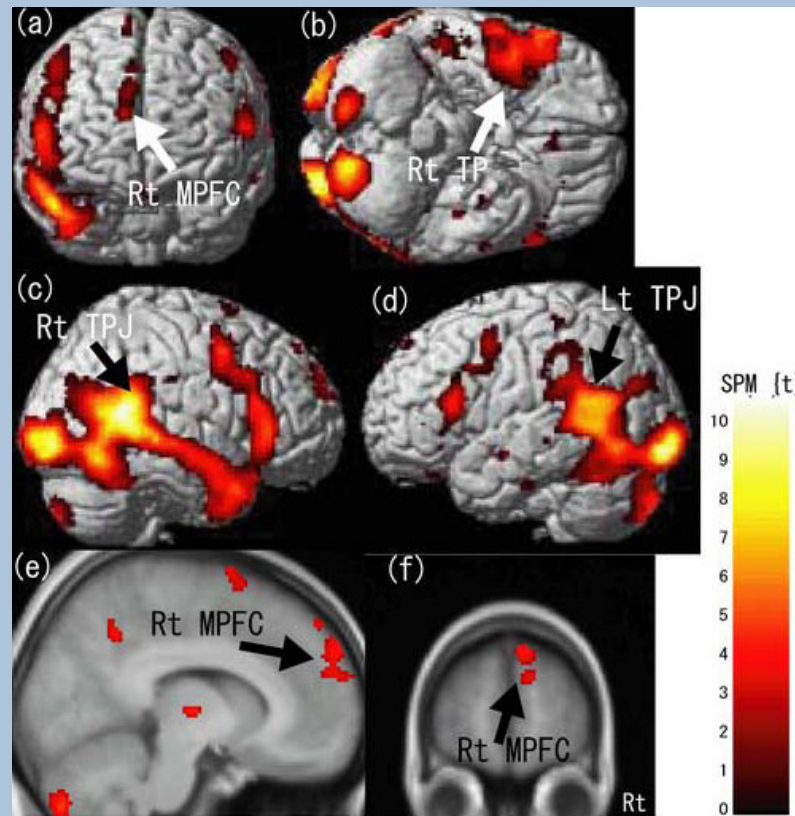 (a)
Rt MPFC
(b)
Rt TP
(c)
Rt TPJ
(d)
Lt TPJ
(e)
Rt MPFC
(f)
Rt MPFC
Rt
SPM {t}
10
9
8
7
6
5
4
3
2
1
0